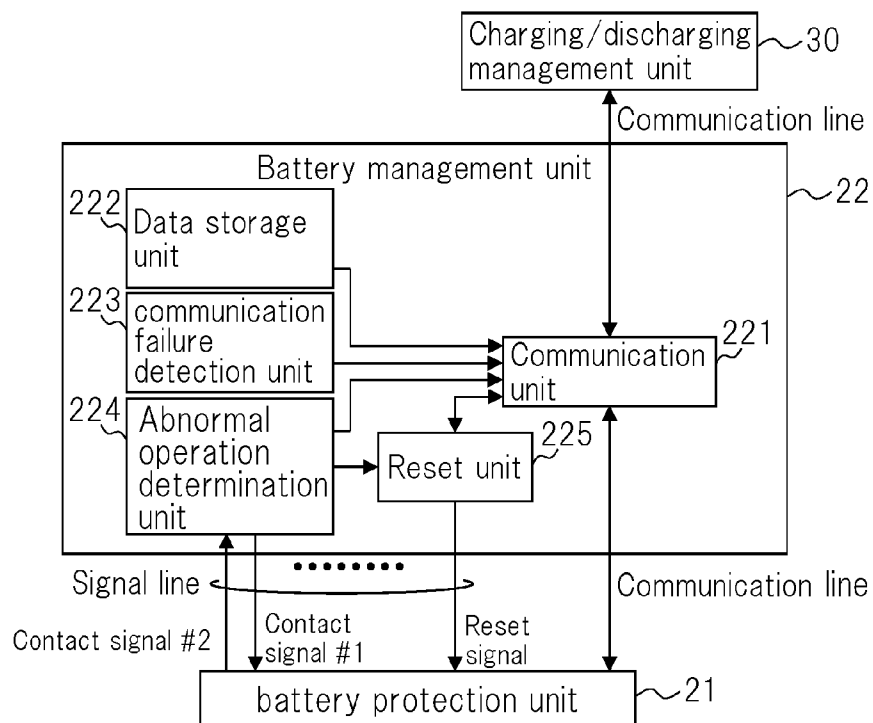 Charging/discharging
management unit
30
Communication line
Battery management unit
22
222
Data storage
unit
223
communication
failure
detection unit
Communication
unit
221
224
Abnormal
operation
determination
unit
225
Reset unit
Signal line
Communication line
Contact signal #2
Contact
signal #1
Reset
signal
battery protection unit
21